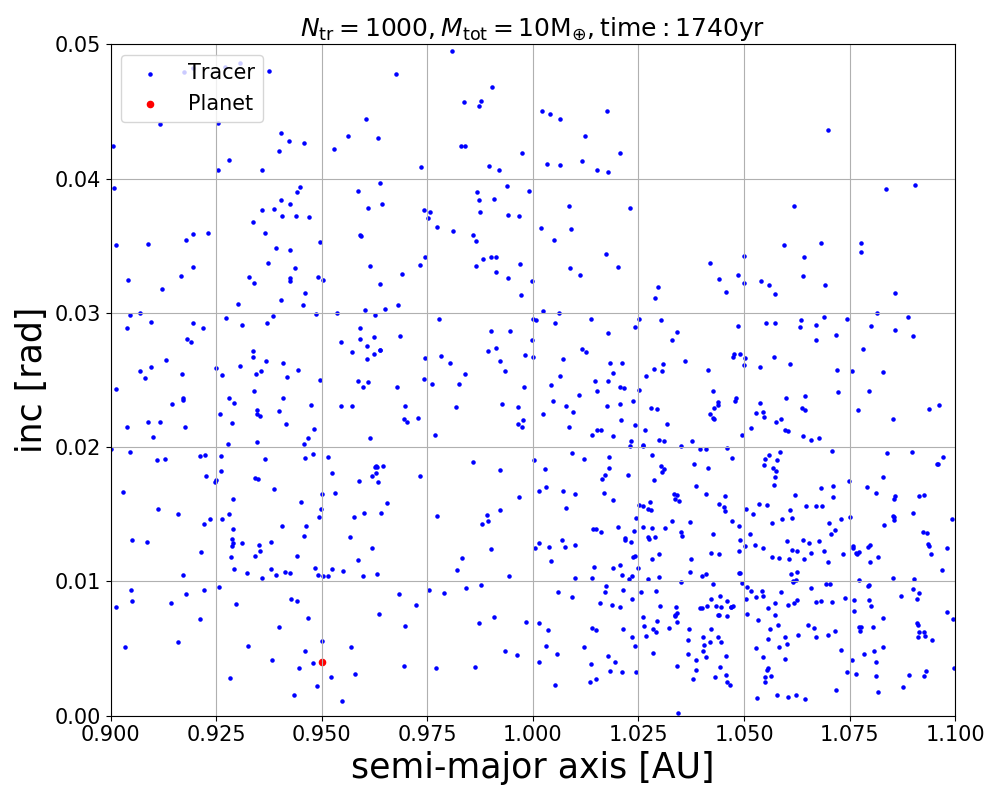 N_tr = 1000, M_tot = 10M_⊕, time : 1740yr
0.05
0.04
0.03
0.02
0.01
0.00
inc [rad]
Tracer
Planet
0.900 0.925 0.950 0.975 1.000 1.025 1.050 1.075 1.100
semi-major axis [AU]